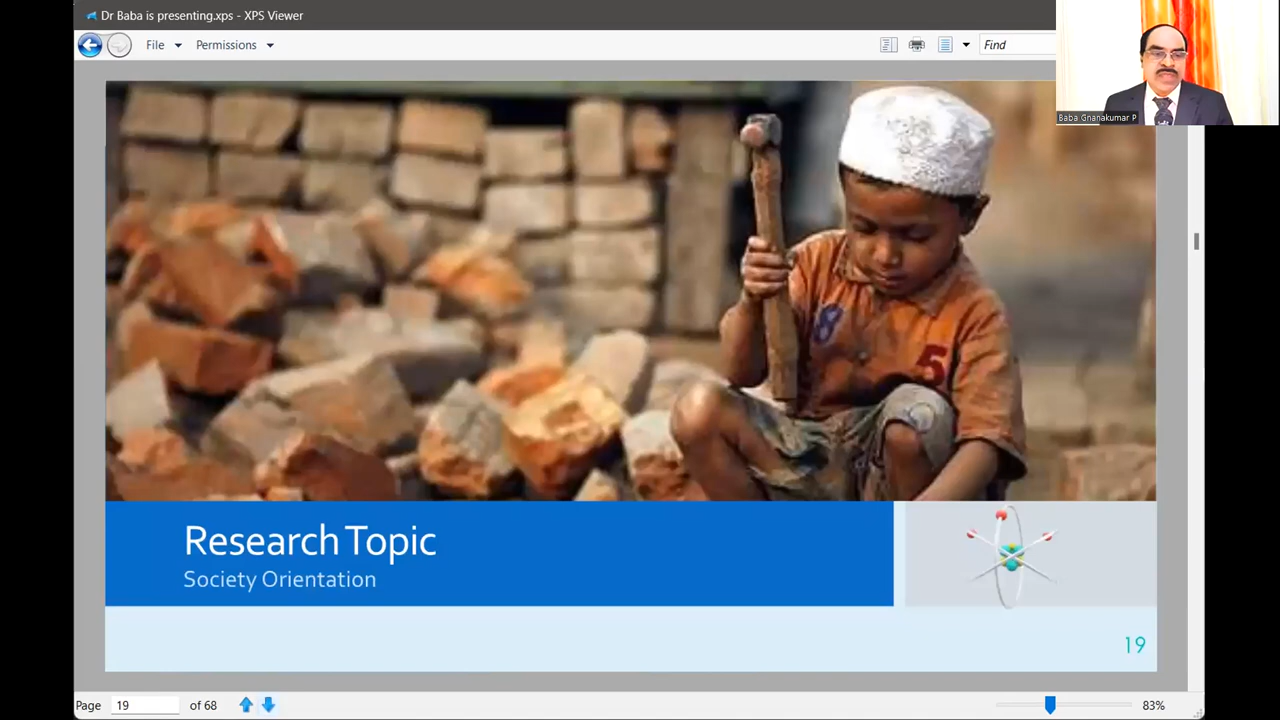 Dr Baba is presenting.xps - XPS Viewer
File
Permissions
Find
Baba Gnanakumar P
8
5
Research Topic
Society Orientation
19
Page
19
of 68
83%